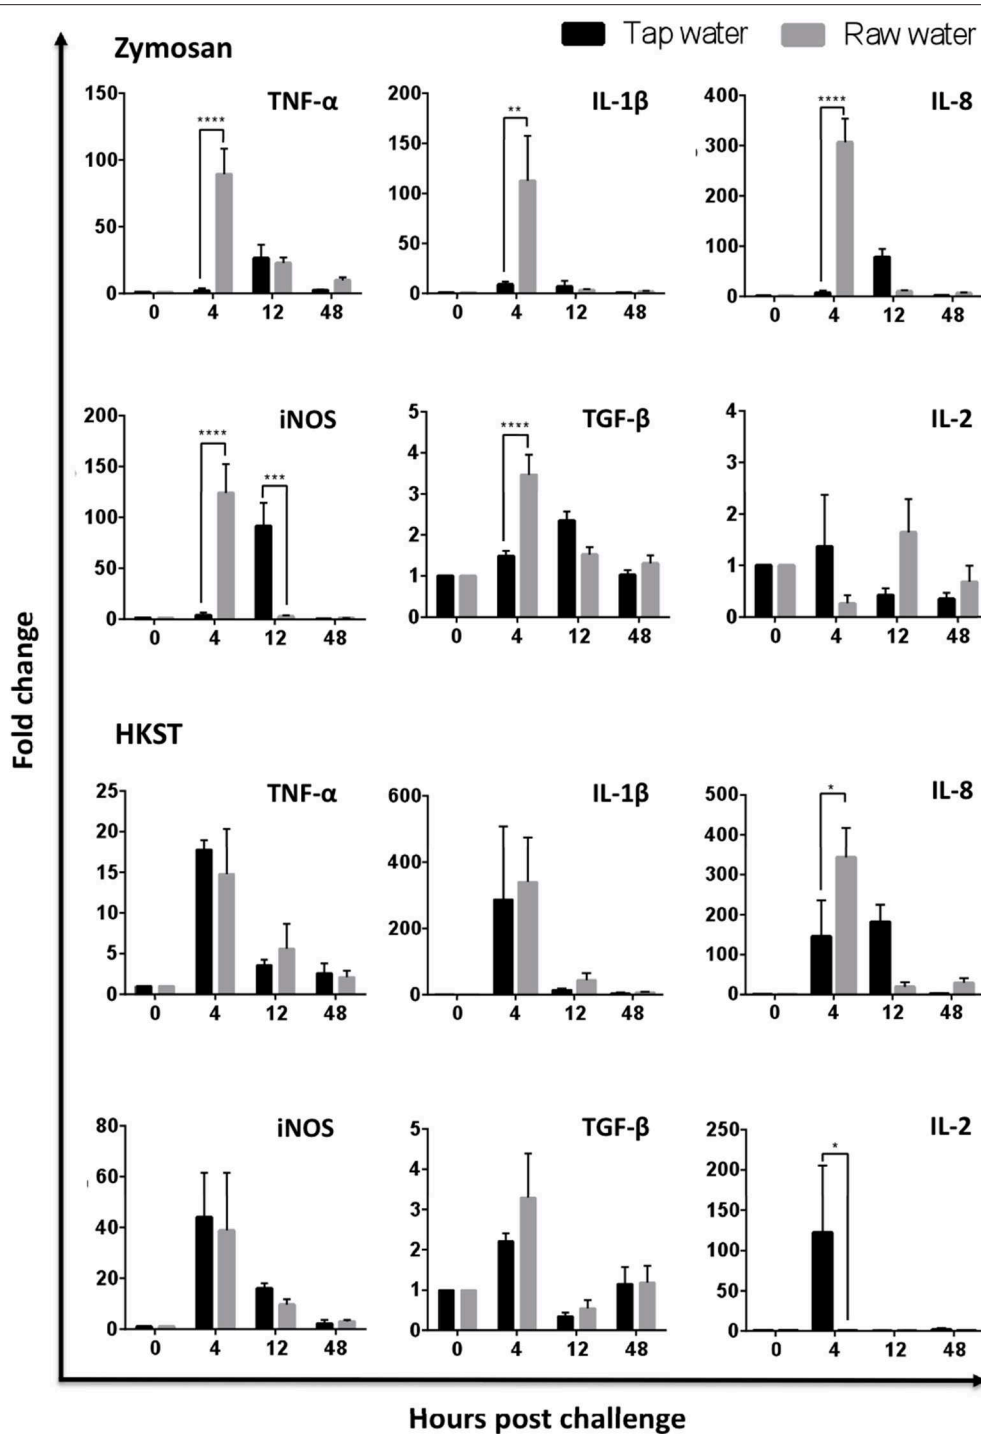 Tap water Raw water
Zymosan
TNF-α IL-1β IL-8
150 200 400
**** ** ****
100 150 300
50 100 200
0 50 100
0 0
0 4 12 48 0 4 12 48 0 4 12 48
iNOS TGF-β IL-2
200 5 4
**** *** ****
150 4 3
100 3 2
50 2 1
0 1 0
0
0 4 12 48 0 4 12 48 0 4 12 48
Fold change
HKST
TNF-α IL-1β IL-8
25 600 500
*
20 400 400
15 200 300
10 0 200
5 100
0 0
0 4 12 48 0 4 12 48 0 4 12 48
iNOS TGF-β IL-2
80 5 250
*
60 4 200
40 3 150
20 2 100
0 1 50
0 0
0 4 12 48 0 4 12 48 0 4 12 48
Hours post challenge